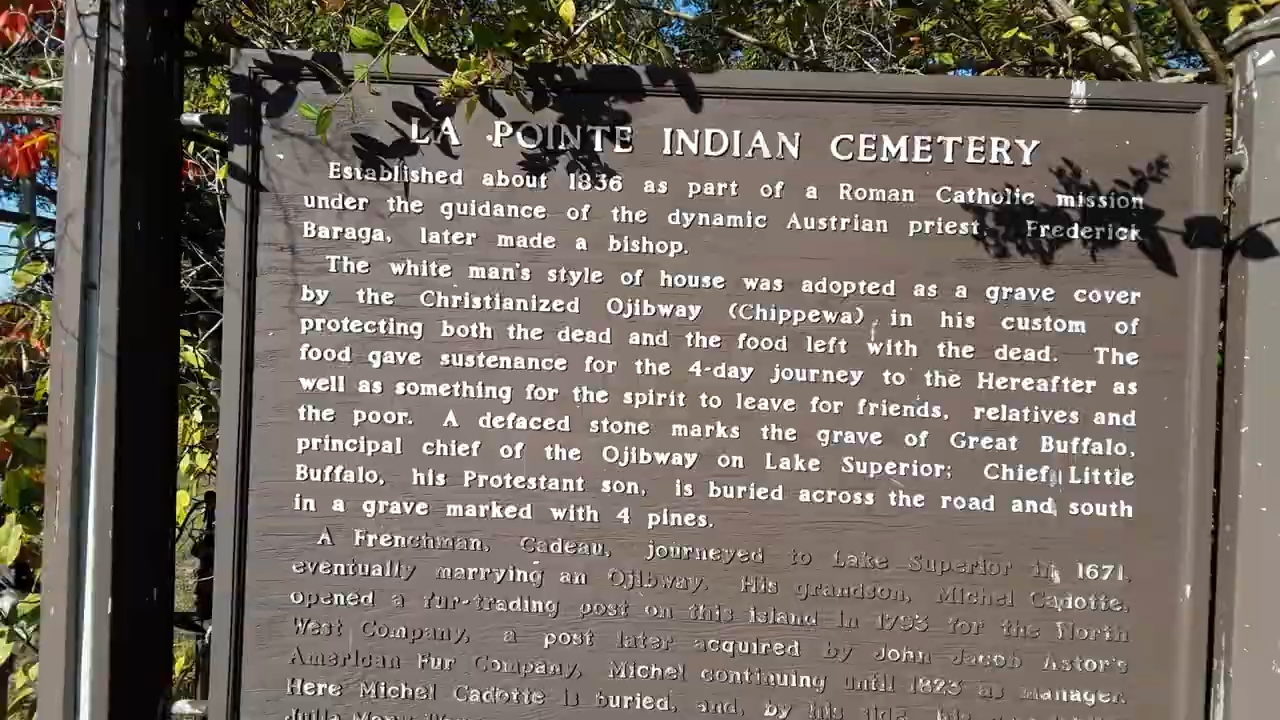 LA POINTE INDIAN CEMETERY
Established about 1836 as part of a Roman Catholic mission
under the guidance of the dynamic Austrian priest, Frederick
Baraga, later made a bishop.
The white man's style of house was adopted as a grave cover
by the Christianized Ojibway (Chippewa) in his custom of
protecting both the dead and the food left with the dead. The
food gave sustenance for the 4-day journey to the Hereafter as
well as something for the spirit to leave for friends, relatives and
the poor. A defaced stone marks the grave of Great Buffalo,
principal chief of the Ojibway on Lake Superior; Chief Little
Buffalo, his Protestant son, is buried across the road and south
in a grave marked with 4 pines.
A Frenchman, Cadeau, journeyed to Lake Superior in 1671,
eventually marrying an Ojibway. His grandson, Michel Cadotte,
opened a fur-trading post on this island in 1793 for the North
West Company, a post later acquired by John Jacob Astor's
American Fur Company, Michel continuing until 1823 as manager.
Here Michel Cadotte is buried, and, by his side, his